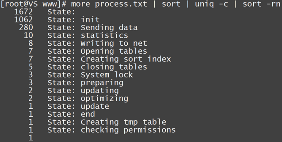 [root@VS www]# more process.txt | sort | uniq -c | sort -rn
1672 State:
1062 State: init
280 State: Sending data
10 State: statistics
8 State: Writing to net
7 State: Opening tables
7 State: Creating sort index
5 State: closing tables
3 State: System lock
3 State: preparing
2 State: updating
2 State: optimizing
1 State: update
1 State: end
1 State: Creating tmp table
1 State: checking permissions
1